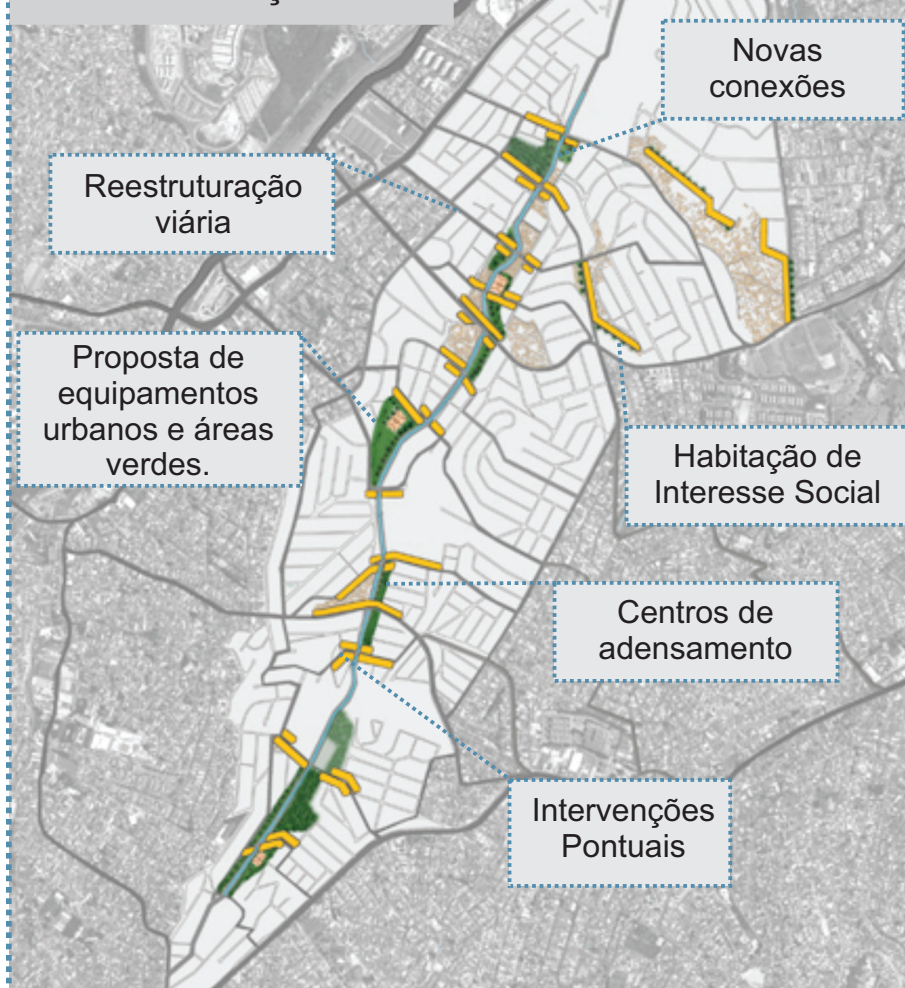 Novas
conexões
Reestruturação
viária
Proposta de
equipamentos
urbanos e áreas
verdes.
Habitação de
Interesse Social
Centros de
adensamento
Intervenções
Pontuais